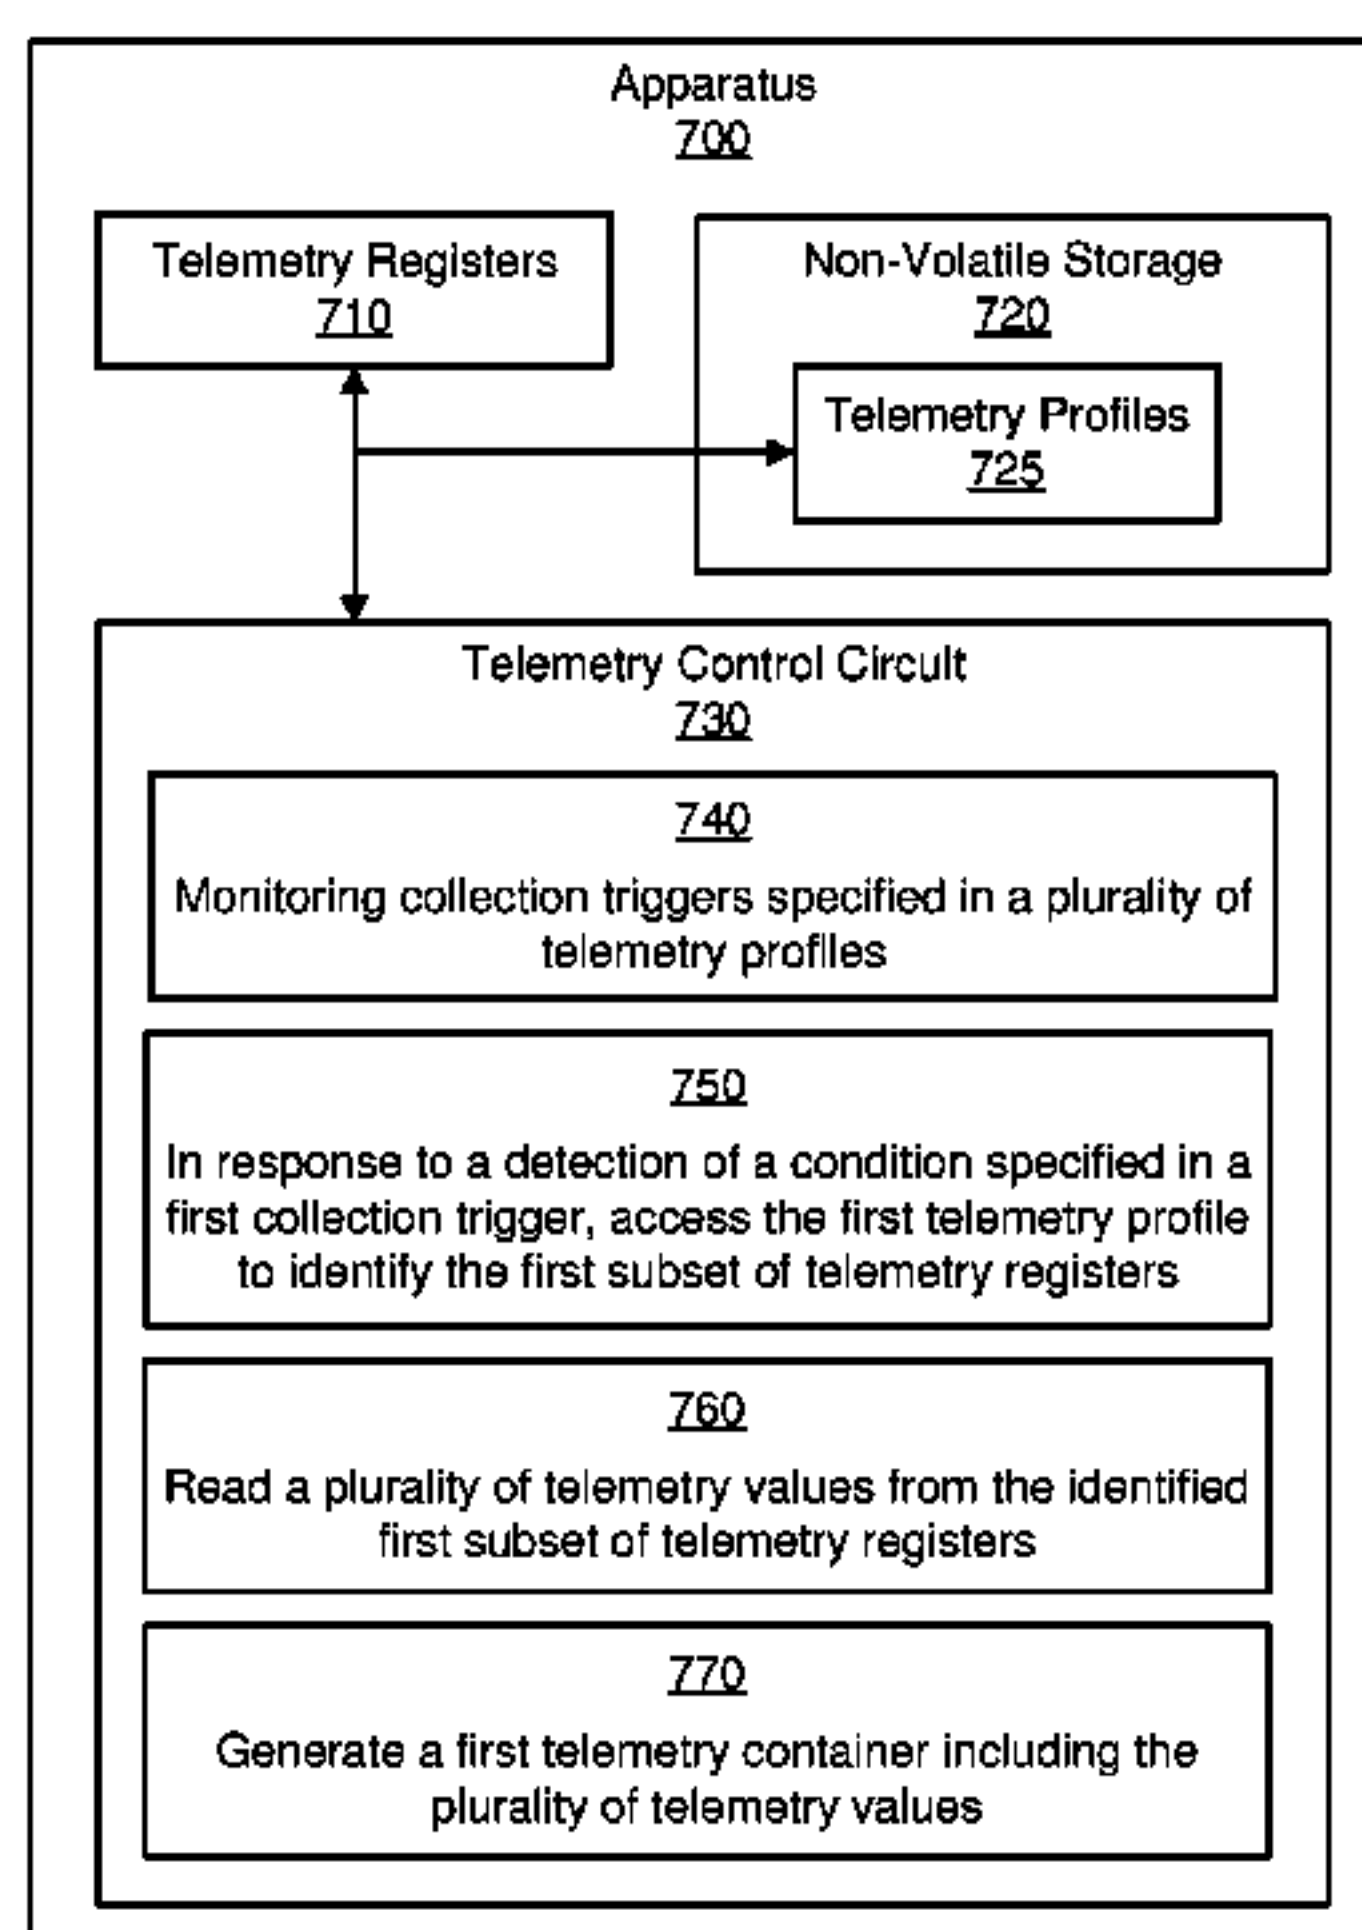 Apparatus
700
Telemetry Registers
710
Non-Volatile Storage
720
Telemetry Profiles
725
Telemetry Control Circuit
730
740
Monitoring collection triggers specified in a plurality of
telemetry profiles
750
In response to a detection of a condition specified in a
first collection trigger, access the first telemetry profile
to identify the first subset of telemetry registers
760
Read a plurality of telemetry values from the identified
first subset of telemetry registers
770
Generate a first telemetry container including the
plurality of telemetry values